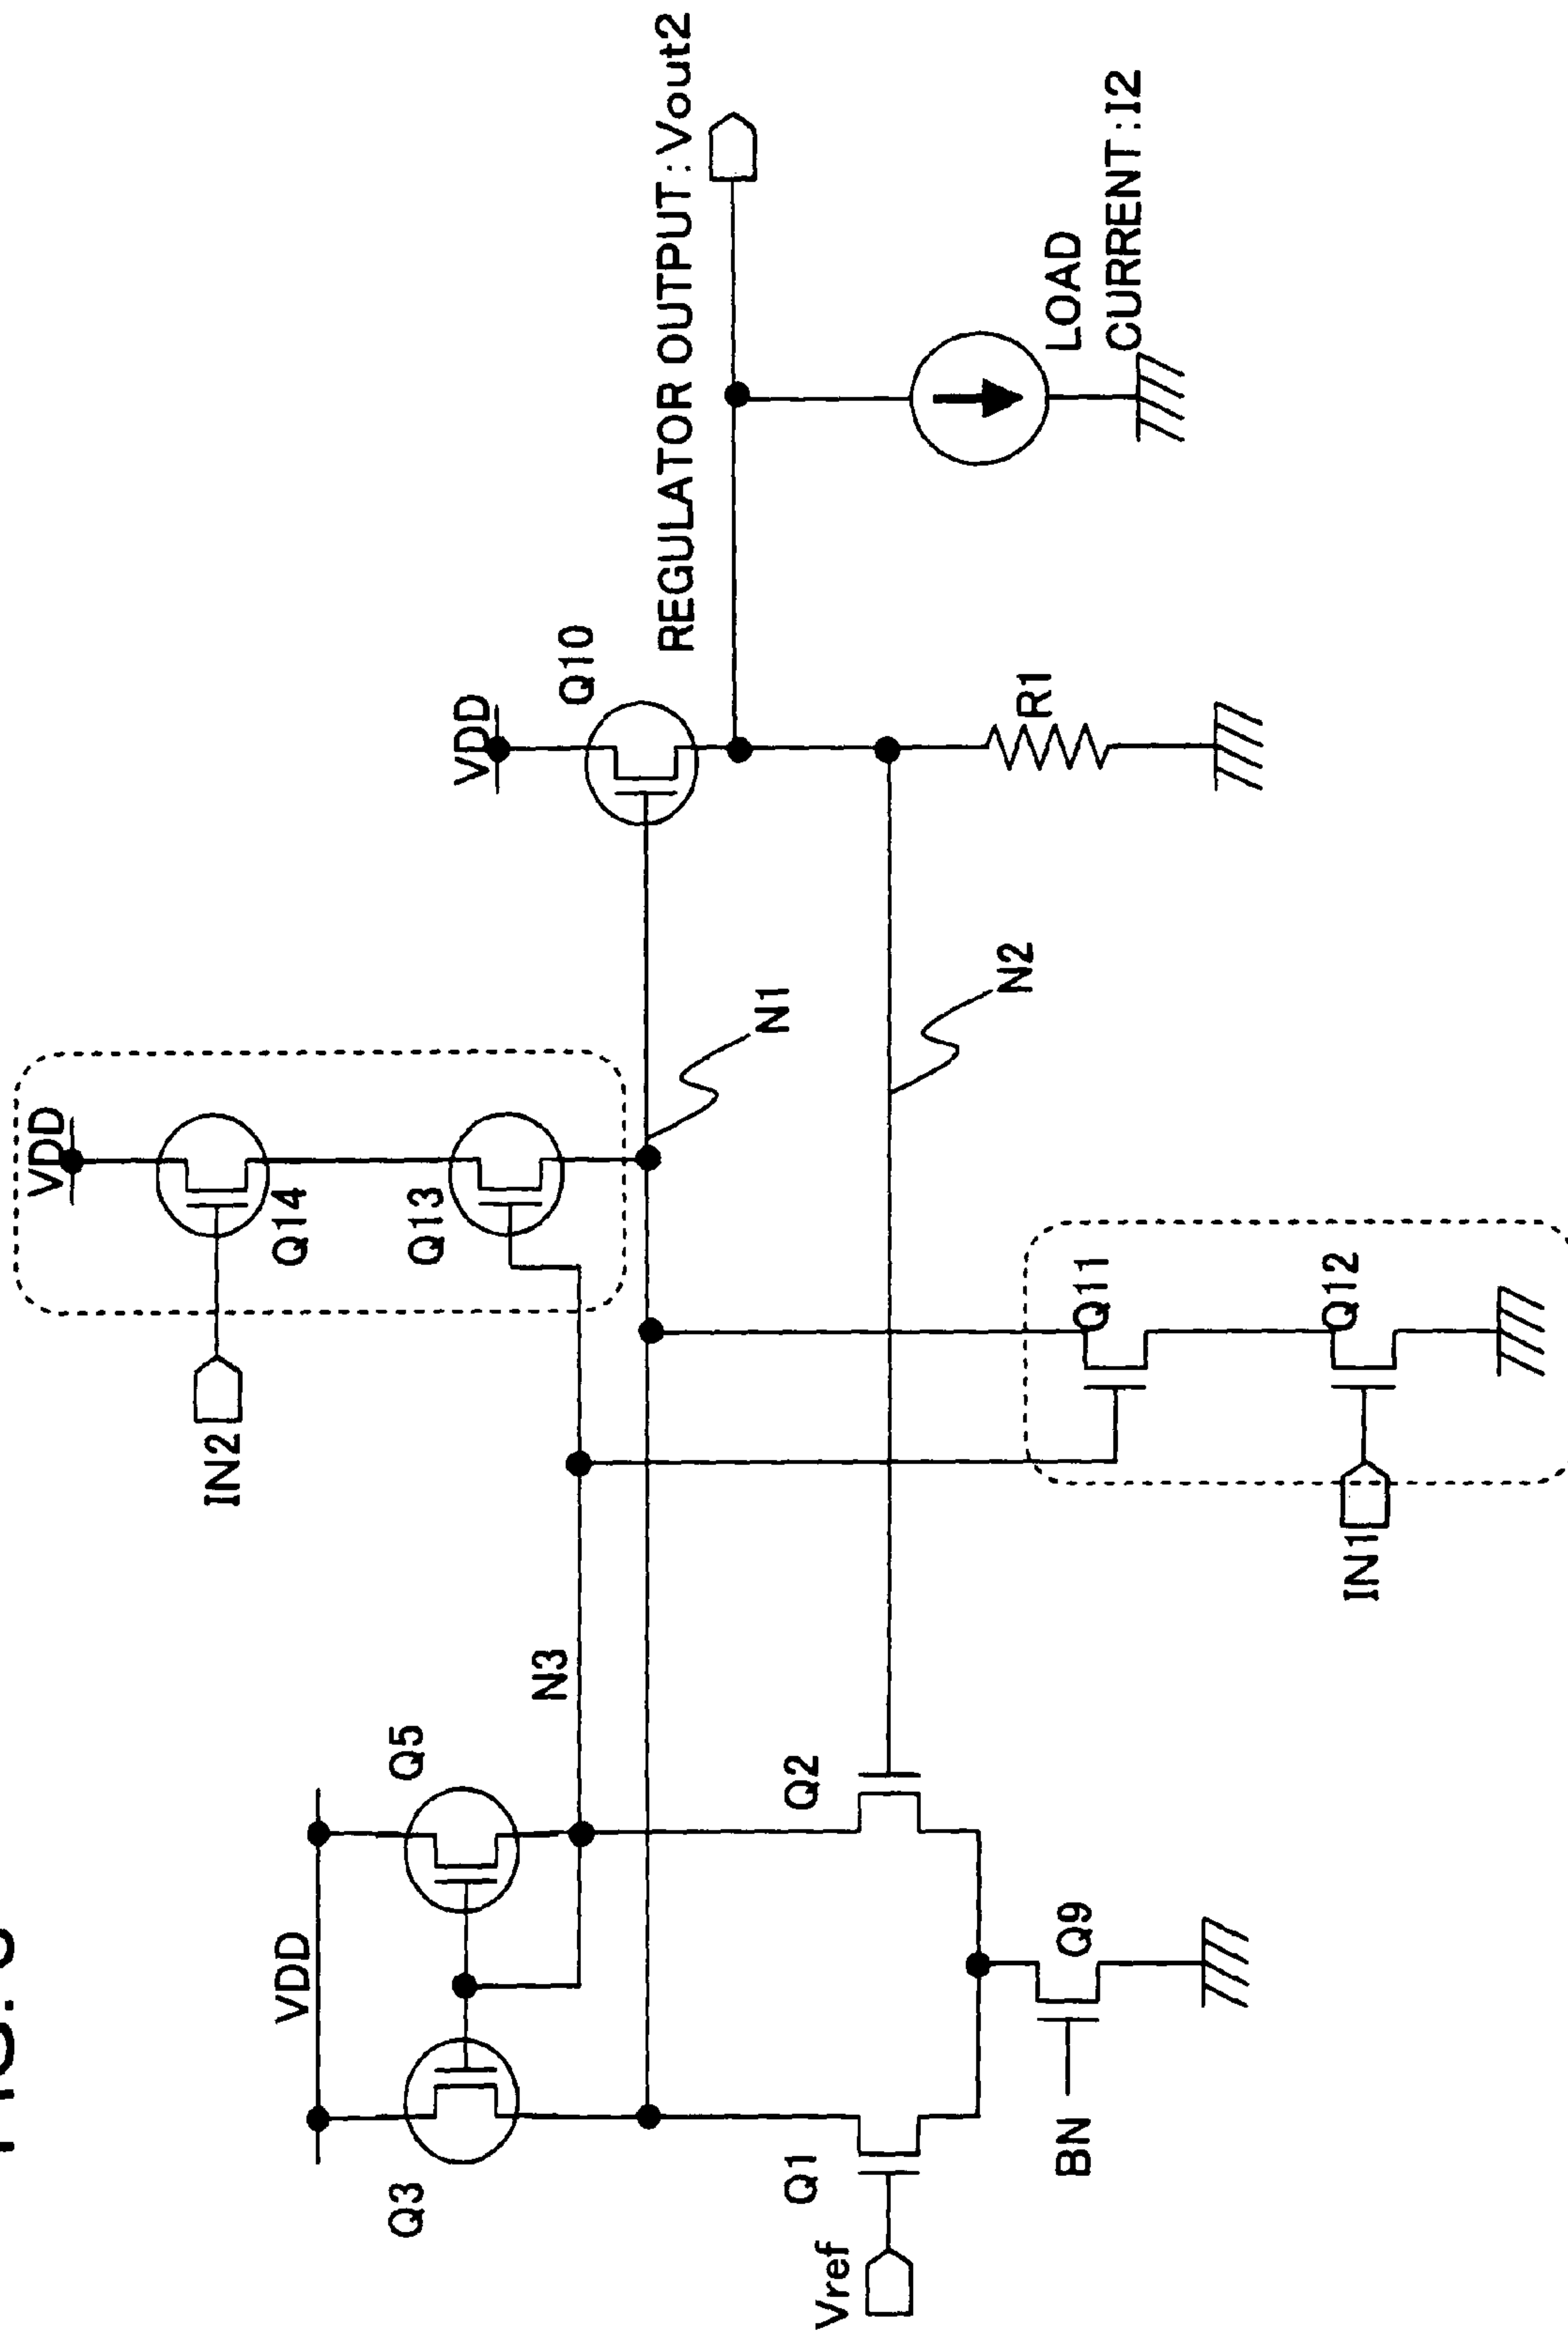 VDD
Q14
Q13
IN2
VDD
Q10
REGULATOR OUTPUT:Vout2
VDD
Q3
Q5
N3
N1
N2
Q1
Q2
Vref
BN
Q9
Q11
Q12
IN1
R1
LOAD
CURRENT:I2